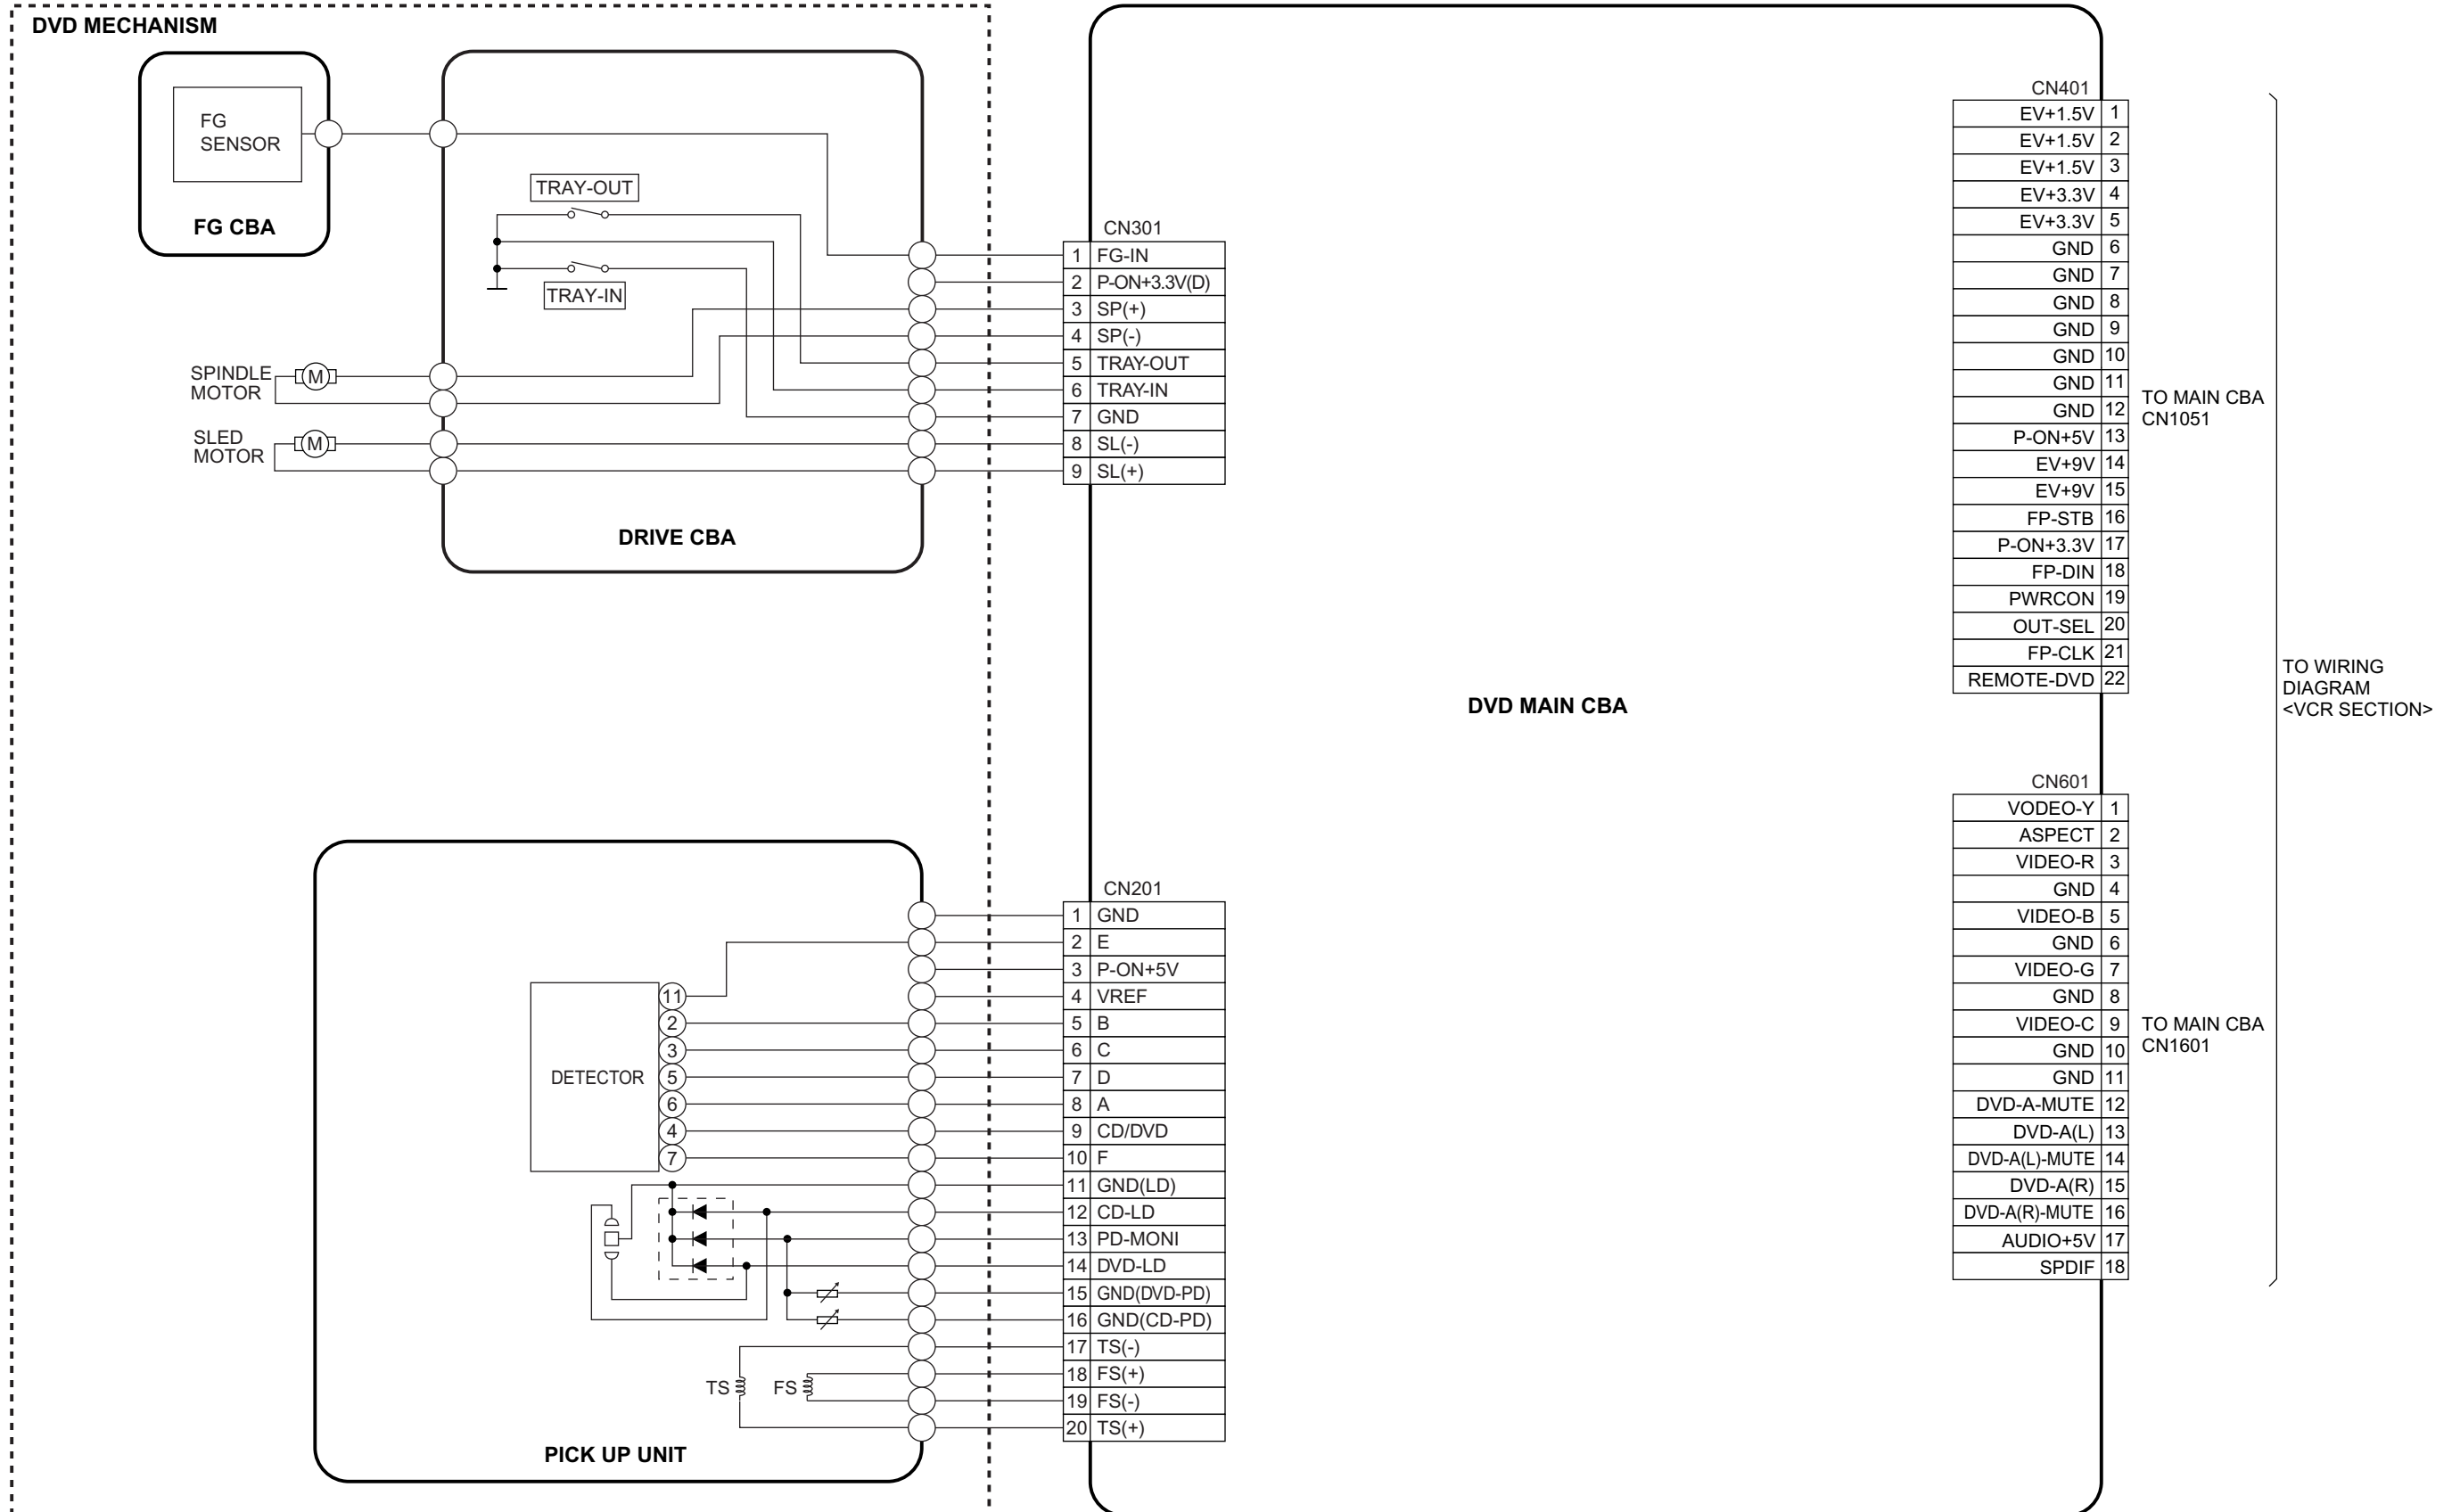 DVD MECHANISM
FG
SENSOR
FG CBA
TRAY-OUT
TRAY-IN
SPINDLE
MOTOR
M
SLED
MOTOR
M
DRIVE CBA
CN301
1 FG-IN
2 P-ON+3.3V(D)
3 SP(+)
4 SP(-)
5 TRAY-OUT
6 TRAY-IN
7 GND
8 SL(-)
9 SL(+)
DETECTOR
11
2
3
5
6
4
7
TS
FS
PICK UP UNIT
CN201
1 GND
2 E
3 P-ON+5V
4 VREF
5 B
6 C
7 D
8 A
9 CD/DVD
10 F
11 GND(LD)
12 CD-LD
13 PD-MONI
14 DVD-LD
15 GND(DVD-PD)
16 GND(CD-PD)
17 TS(-)
18 FS(+)
19 FS(-)
20 TS(+)
DVD MAIN CBA
CN401
EV+1.5V 1
EV+1.5V 2
EV+1.5V 3
EV+3.3V 4
EV+3.3V 5
GND 6
GND 7
GND 8
GND 9
GND 10
GND 11
GND 12
P-ON+5V 13
EV+9V 14
EV+9V 15
FP-STB 16
P-ON+3.3V 17
FP-DIN 18
PWRCON 19
OUT-SEL 20
FP-CLK 21
REMOTE-DVD 22
TO MAIN CBA
CN1051
CN601
VODEO-Y 1
ASPECT 2
VIDEO-R 3
GND 4
VIDEO-B 5
GND 6
VIDEO-G 7
GND 8
VIDEO-C 9
GND 10
GND 11
DVD-A-MUTE 12
DVD-A(L) 13
DVD-A(L)-MUTE 14
DVD-A(R) 15
DVD-A(R)-MUTE 16
AUDIO+5V 17
SPDIF 18
TO MAIN CBA
CN1601
TO WIRING
DIAGRAM
<VCR SECTION>